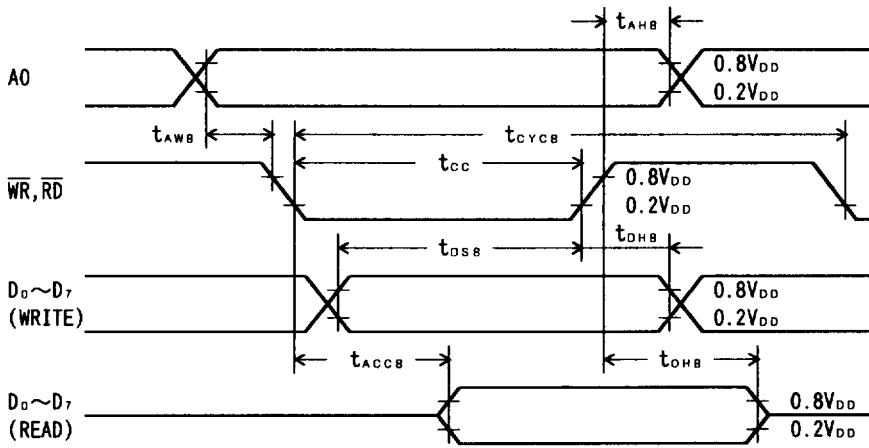 tAH8
A0
0.8VDD
0.2VDD
tAW8
tCYC8
tCC
WR,RD
0.8VDD
0.2VDD
tDS8
tDH8
D0~D7
(WRITE)
0.8VDD
0.2VDD
tACC8
tOH8
D0~D7
(READ)
0.8VDD
0.2VDD